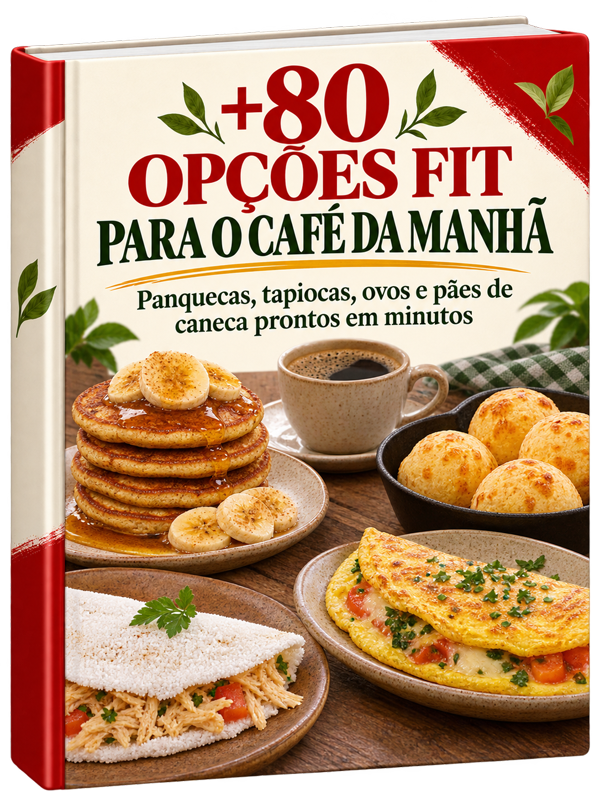 +80
OPÇÕES FIT
PARA O CAFÉ DA MANHÃ
Panquecas, tapiocas, ovos e pães de
caneca prontos em minutos